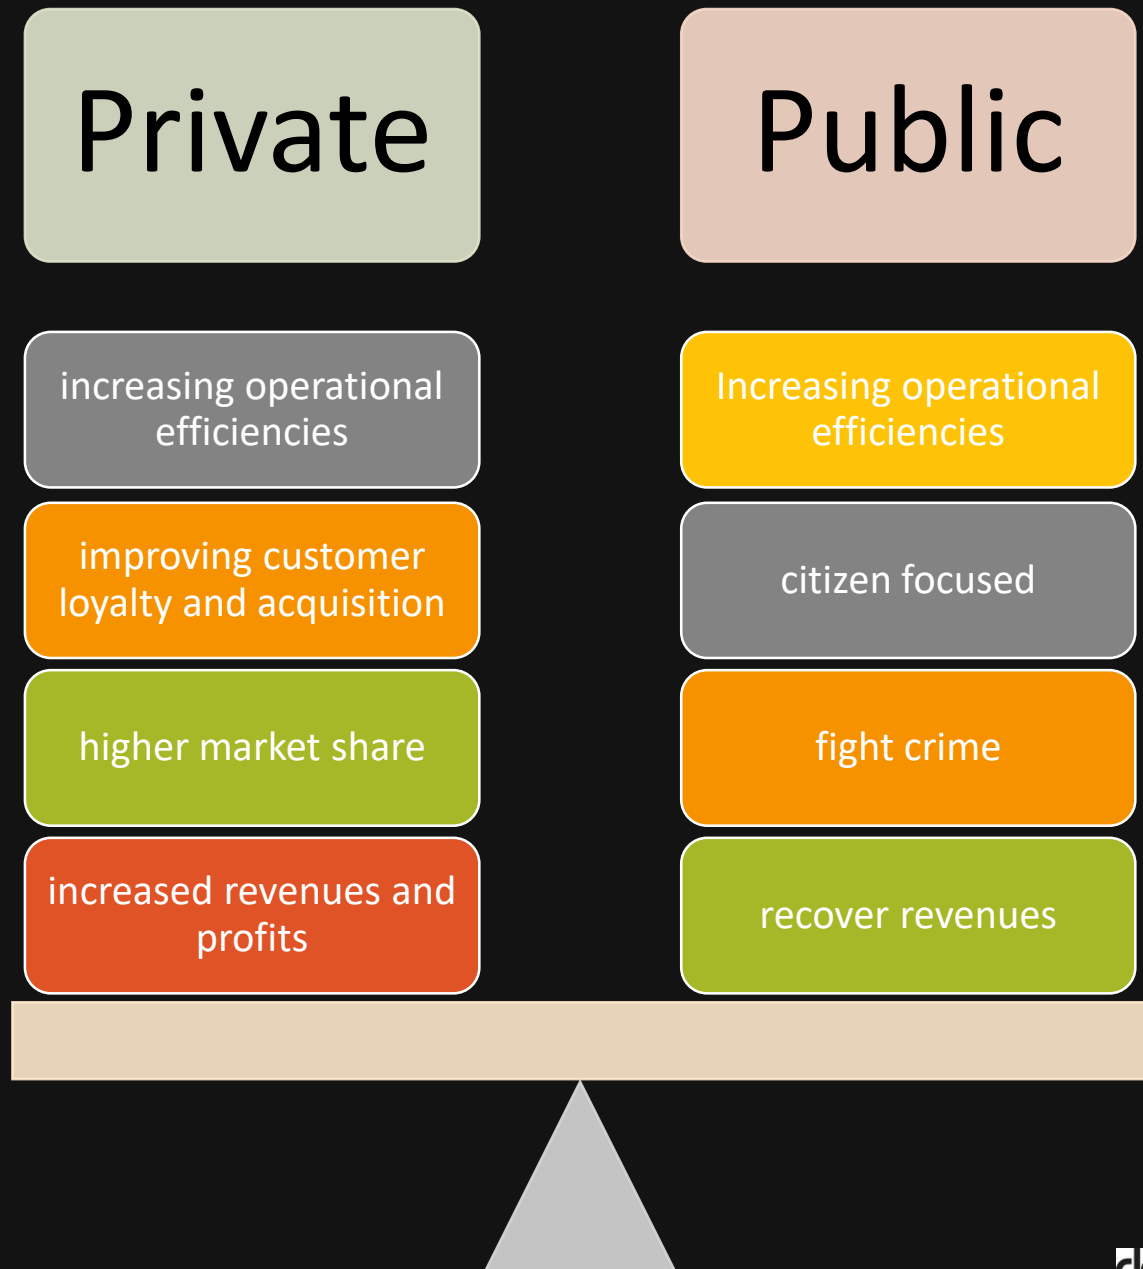 Private
increasing operational
efficiencies
improving customer
loyalty and acquisition
higher market share
increased revenues and
profits
Public
Increasing operational
efficiencies
citizen focused
fight crime
recover revenues